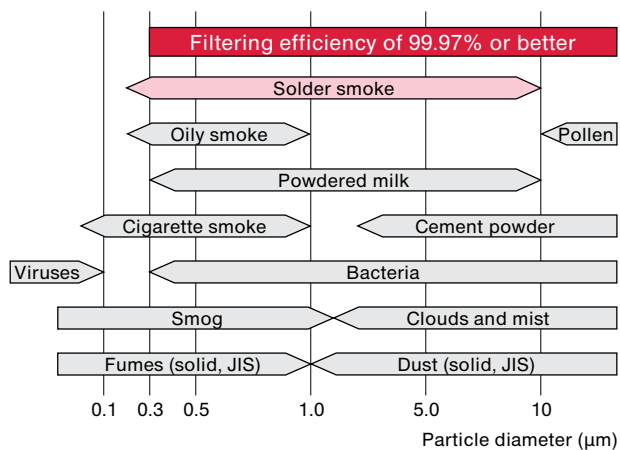 Filtering efficiency of 99.97% or better
Solder smoke
Oily smoke
Pollen
Powdered milk
Cigarette smoke
Cement powder
Viruses
Bacteria
Smog
Clouds and mist
Fumes (solid, JIS)
Dust (solid, JIS)
0.1 0.3 0.5 1.0 5.0 10
Particle diameter (μm)